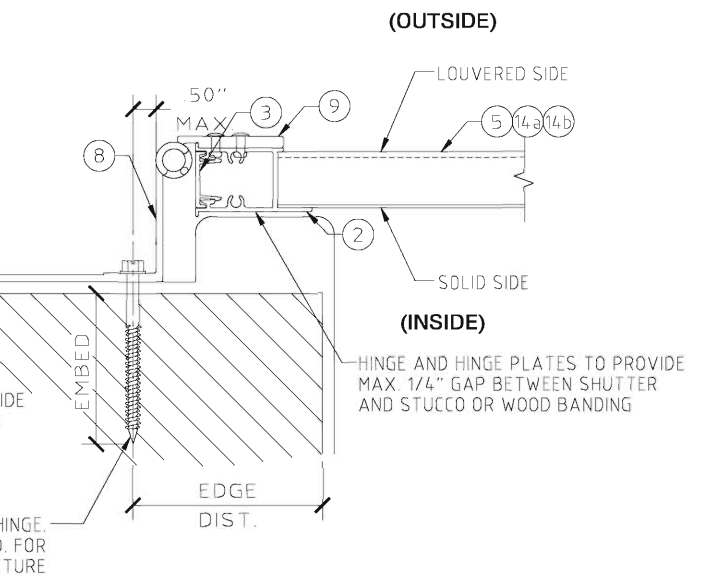 (OUTSIDE)
LOUVERED SIDE
.50"
MAX.
3
9
5
14a
14b
8
2
SOLID SIDE
(INSIDE)
HINGE AND HINGE PLATES TO PROVIDE
MAX. 1/4" GAP BETWEEN SHUTTER
AND STUCCO OR WOOD BANDING
EMBED
IDE
EDGE
DIST.
HINGE.
. FOR
TURE